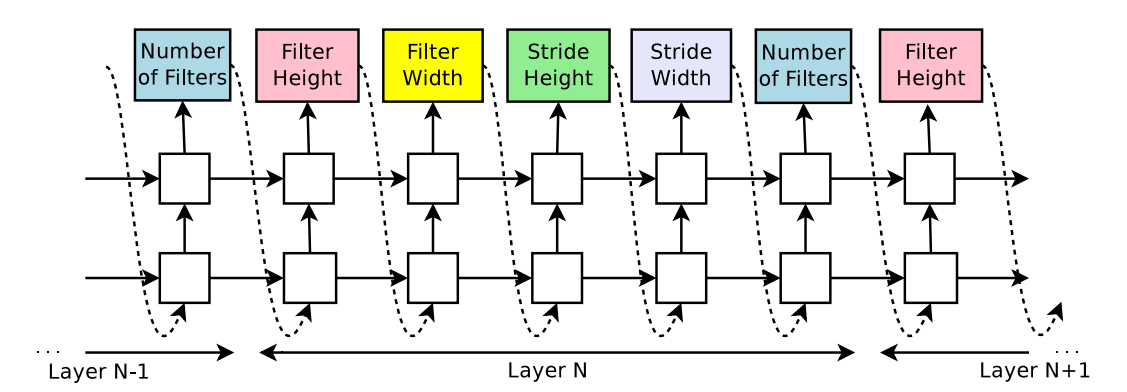 Number
of Filters
Filter
Height
Filter
Width
Stride
Height
Stride
Width
Number
of Filters
Filter
Height
. . .
Layer N-1
Layer N
. . .
Layer N+1